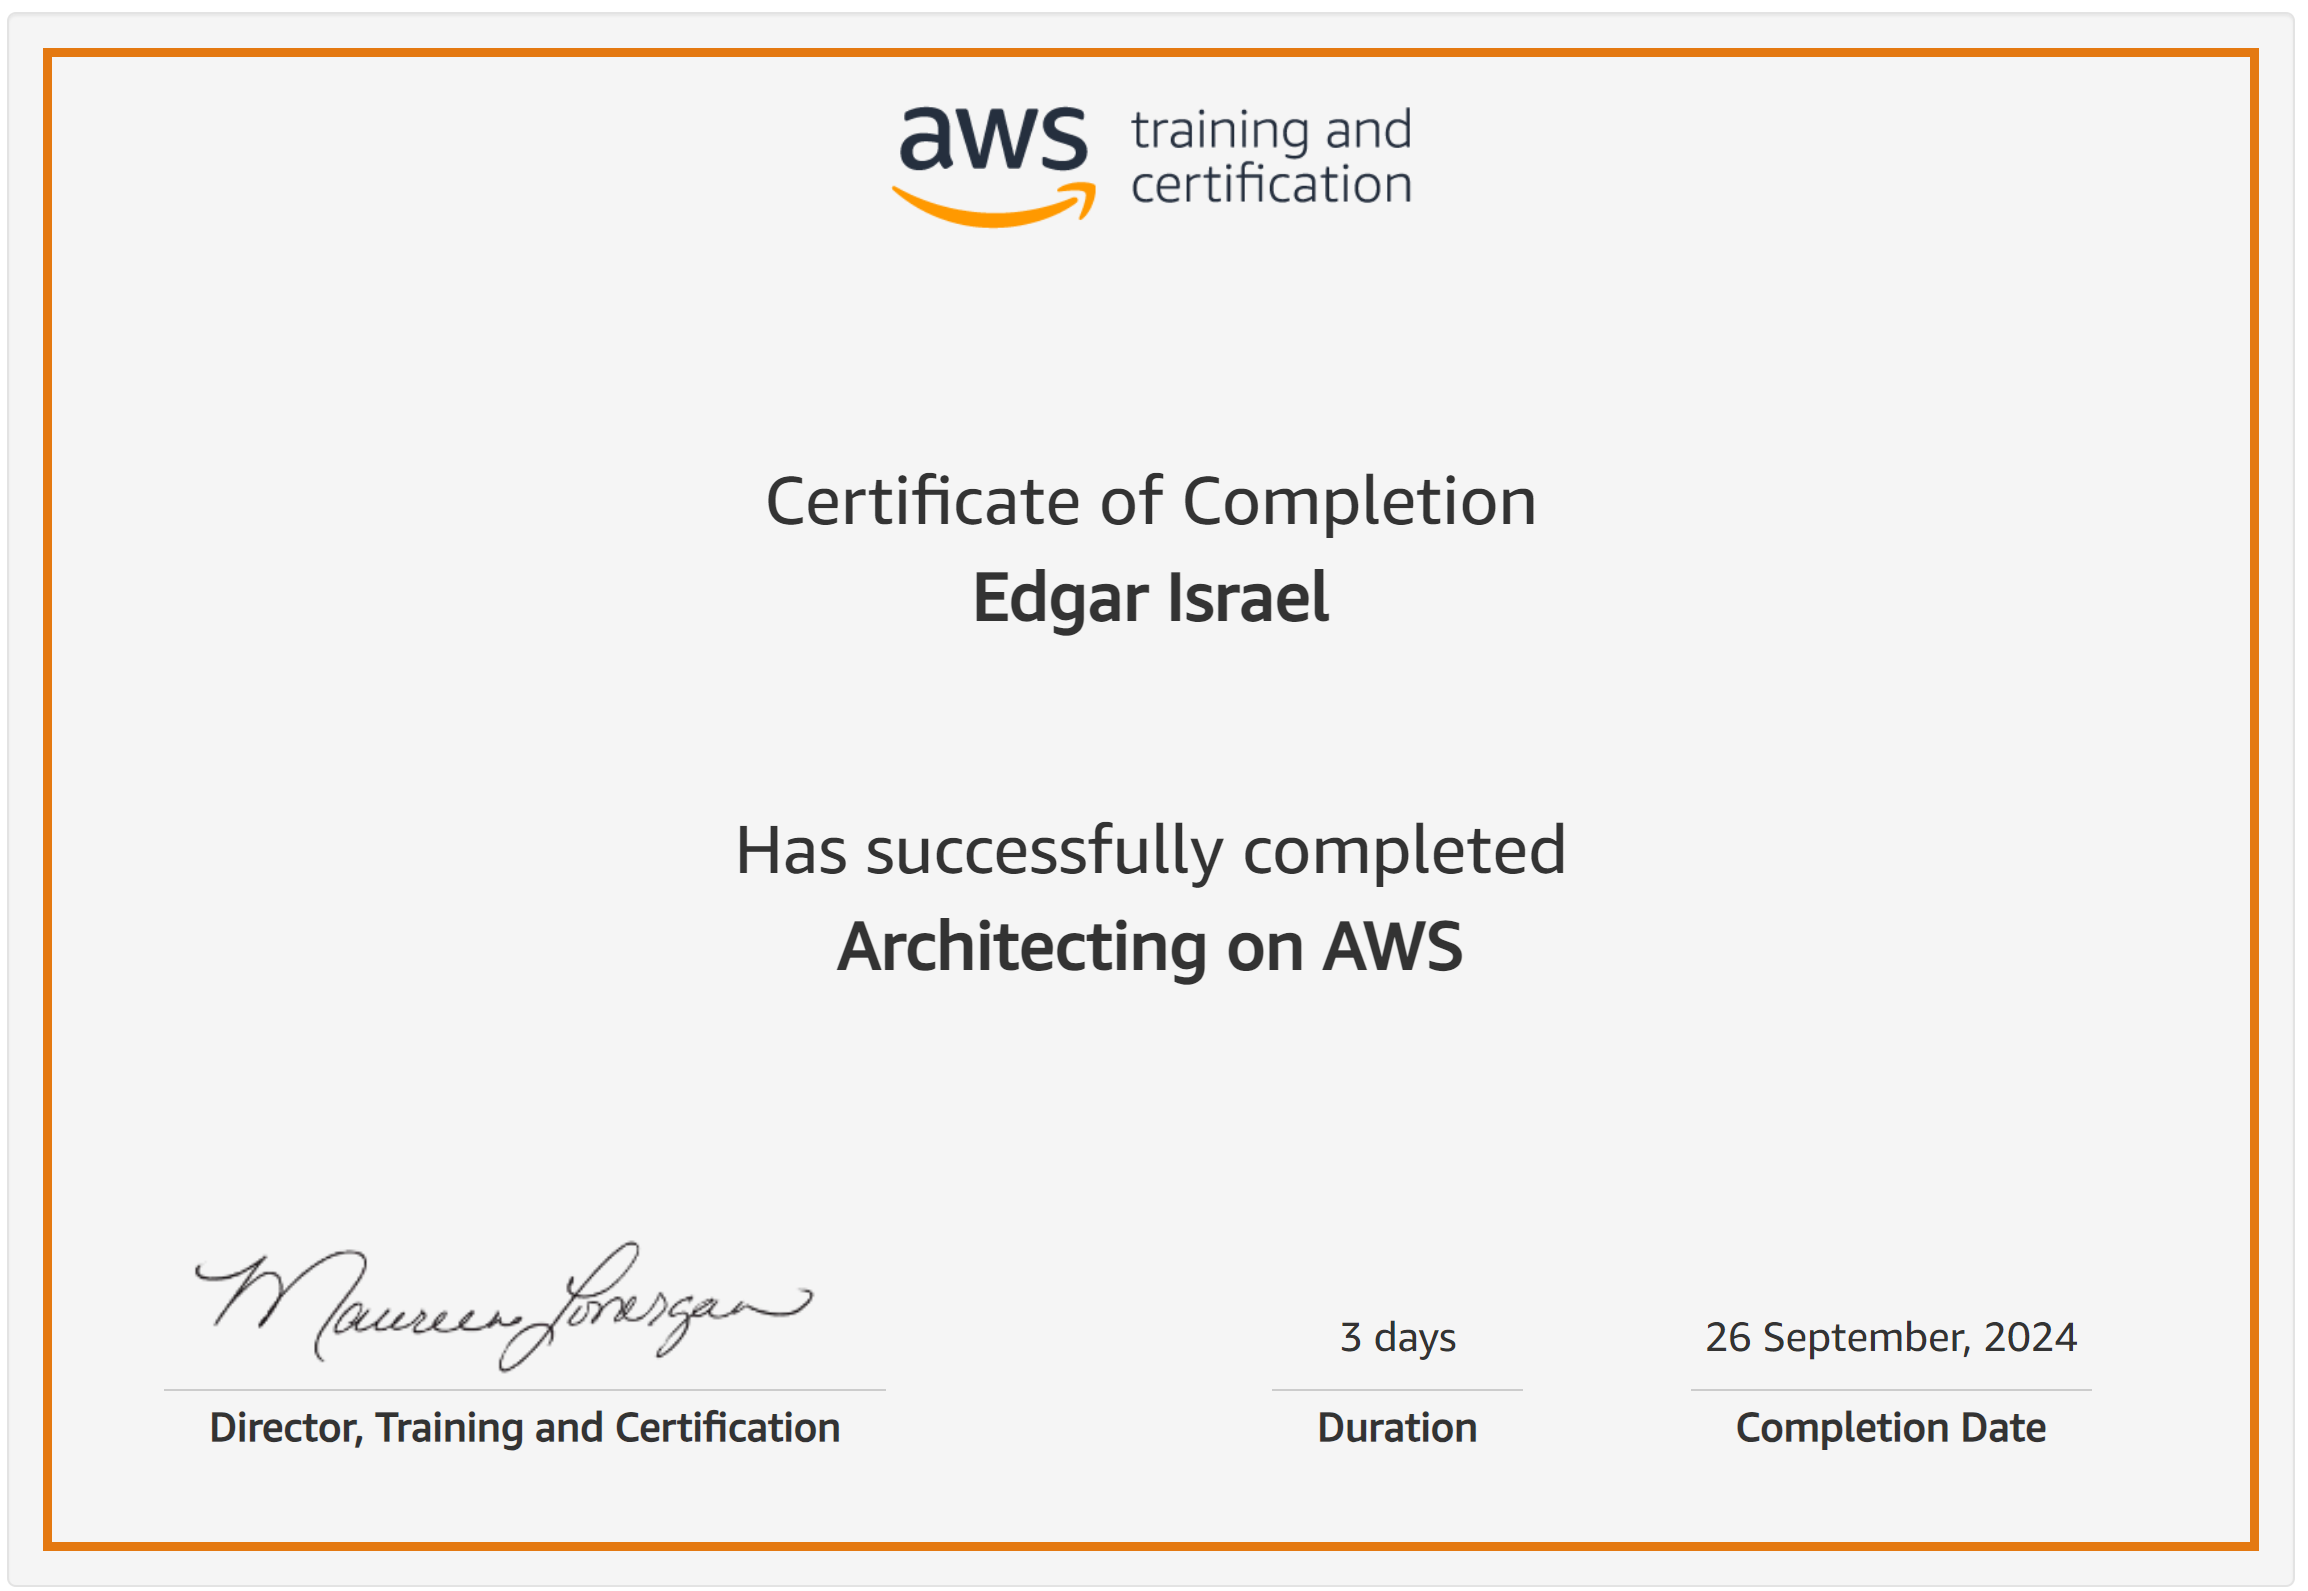 aws training and
certification
Certificate of Completion
Edgar Israel
Has successfully completed
Architecting on AWS
Maureen Lonergan
3 days
26 September, 2024
Director, Training and Certification
Duration
Completion Date